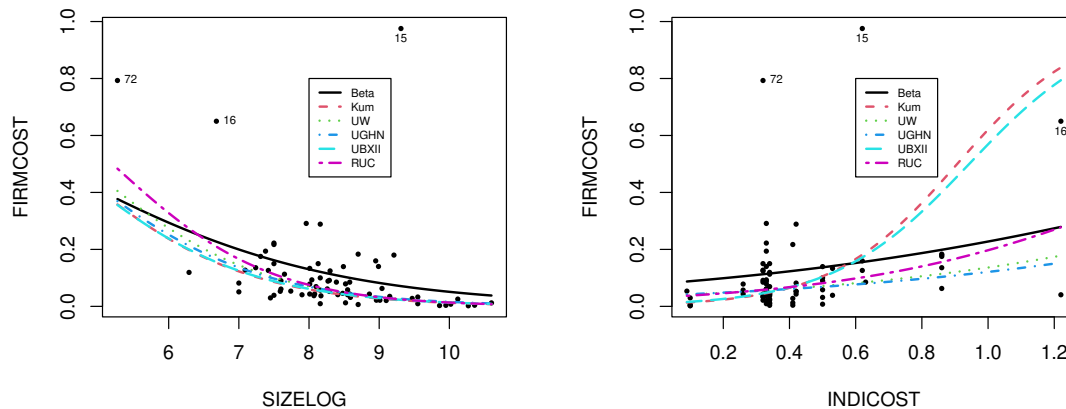 FIRMCOST
0.0
0.2
0.4
0.6
0.8
1.0
72
16
15
Beta
Kum
UW
UGHN
UBXII
RUC
6
7
8
9
10
SIZELOG
FIRMCOST
0.0
0.2
0.4
0.6
0.8
1.0
72
15
16
Beta
Kum
UW
UGHN
UBXII
RUC
0.2
0.4
0.6
0.8
1.0
1.2
INDICOST